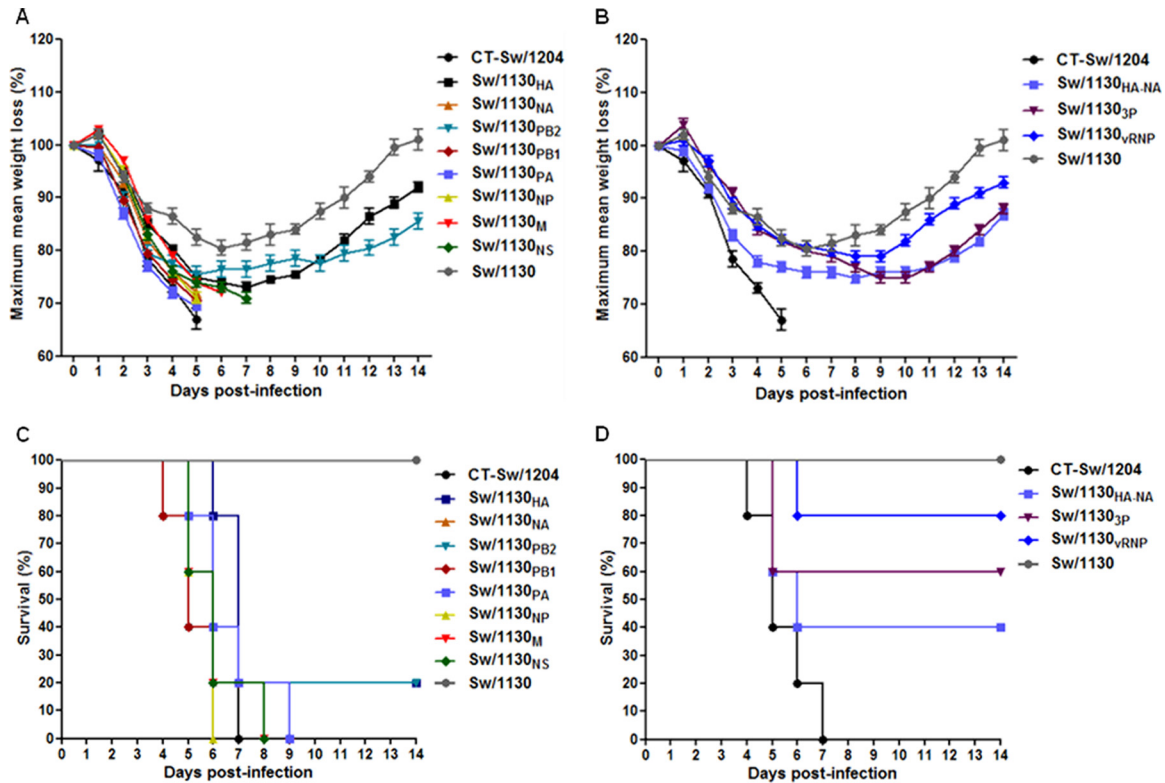 A
Maximum mean weight loss (%)
120
110
100
90
80
70
60
0 1 2 3 4 5 6 7 8 9 10 11 12 13 14
Days post-infection
CT-Sw/1204
Sw/1130HA
Sw/1130NA
Sw/1130PB2
Sw/1130PB1
Sw/1130PA
Sw/1130NP
Sw/1130M
Sw/1130NS
Sw/1130
B
Maximum mean weight loss (%)
120
110
100
90
80
70
60
0 1 2 3 4 5 6 7 8 9 10 11 12 13 14
Days post-infection
CT-Sw/1204
Sw/1130HA-NA
Sw/11303P
Sw/1130vRNP
Sw/1130
C
Survival (%)
100
90
80
70
60
50
40
30
20
10
0
0 1 2 3 4 5 6 7 8 9 10 11 12 13 14
Days post-infection
CT-Sw/1204
Sw/1130HA
Sw/1130NA
Sw/1130PB2
Sw/1130PB1
Sw/1130PA
Sw/1130NP
Sw/1130M
Sw/1130NS
Sw/1130
D
Survival (%)
100
90
80
70
60
50
40
30
20
10
0
0 1 2 3 4 5 6 7 8 9 10 11 12 13 14
Days post-infection
CT-Sw/1204
Sw/1130HA-NA
Sw/11303P
Sw/1130vRNP
Sw/1130